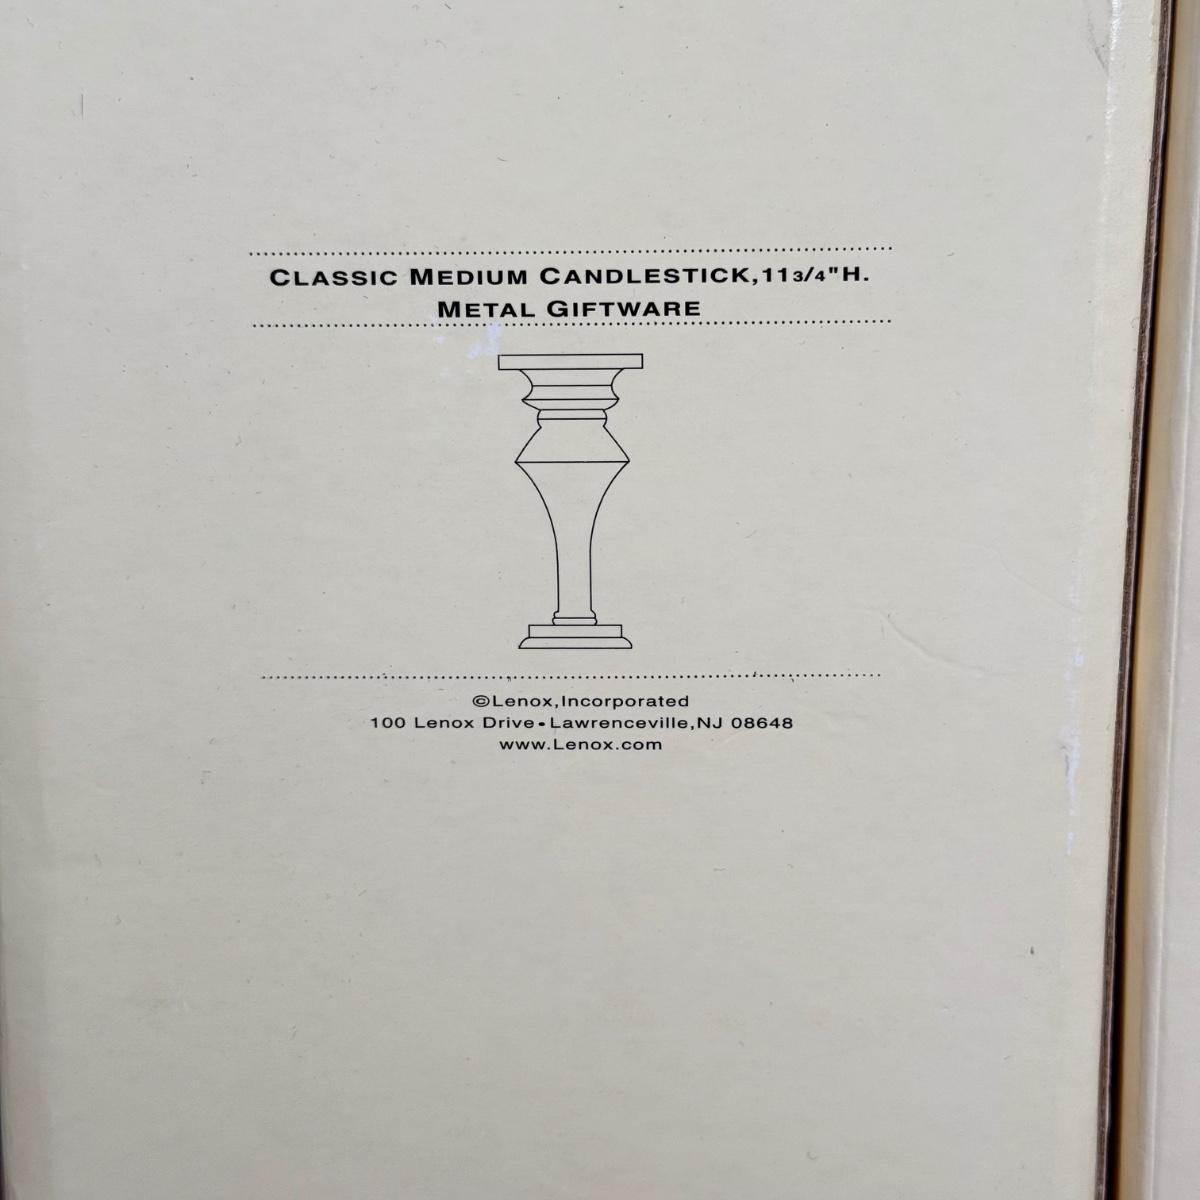 CLASSIC MEDIUM CANDLESTICK,11 3/4"H.
METAL GIFTWARE
©Lenox,Incorporated
100 Lenox Drive•Lawrenceville,NJ 08648
www.Lenox.com